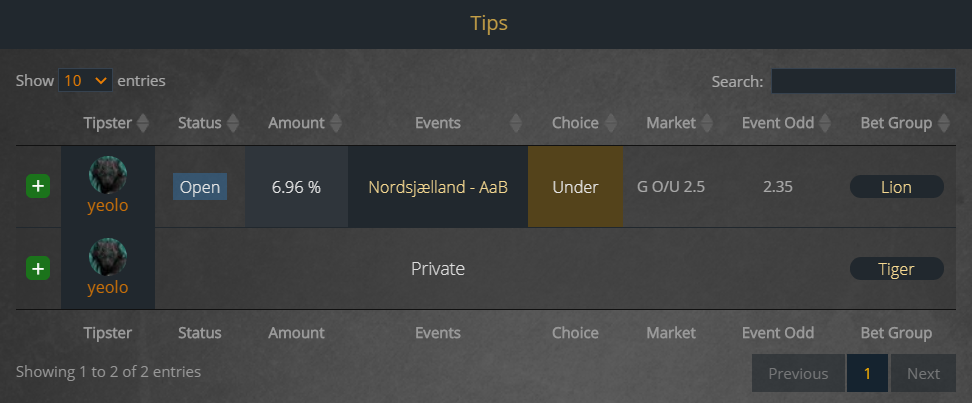 Tips
Show 10 entries Search:
Tipster Status Amount Events Choice Market Event Odd Bet Group
+ yeolo Open 6.96 % Nordsjælland - AaB Under G O/U 2.5 2.35 Lion
+ yeolo Private Tiger
Tipster Status Amount Events Choice Market Event Odd Bet Group
Showing 1 to 2 of 2 entries Previous 1 Next